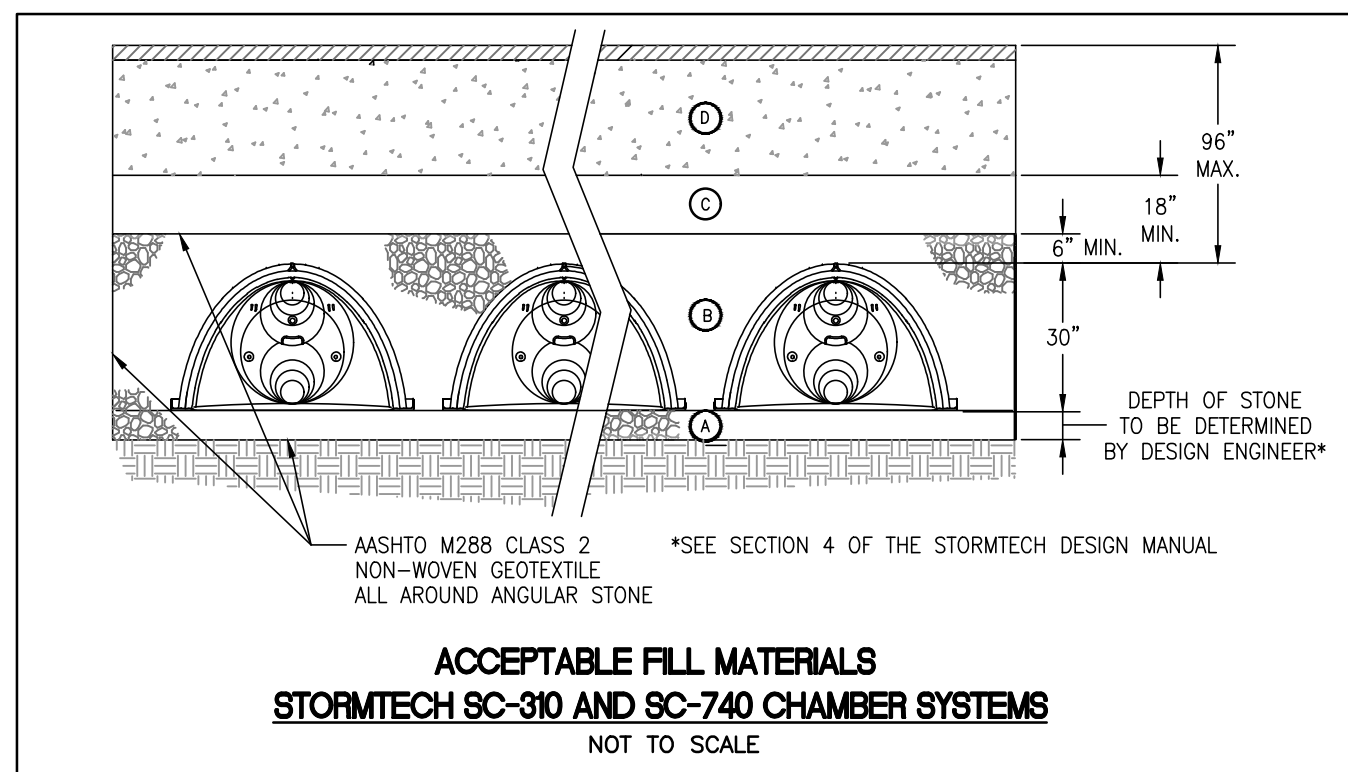 D
96"
MAX.
C
18"
MIN.
6" MIN.
B
30"
A
DEPTH OF STONE
TO BE DETERMINED
BY DESIGN ENGINEER*
AASHTO M288 CLASS 2
NON-WOVEN GEOTEXTILE
ALL AROUND ANGULAR STONE
*SEE SECTION 4 OF THE STORMTECH DESIGN MANUAL
ACCEPTABLE FILL MATERIALS
STORMTECH SC-310 AND SC-740 CHAMBER SYSTEMS
NOT TO SCALE